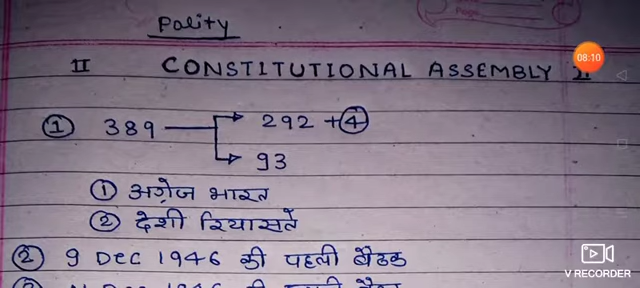 Polity
II CONSTITUTIONAL ASSEMBLY II
08:10
① 389 → 292 + ④
→ 93
① अंग्रेज भारत
② देशी रियासते
② 9 Dec 1946 की पहली बैठक
V RECORDER